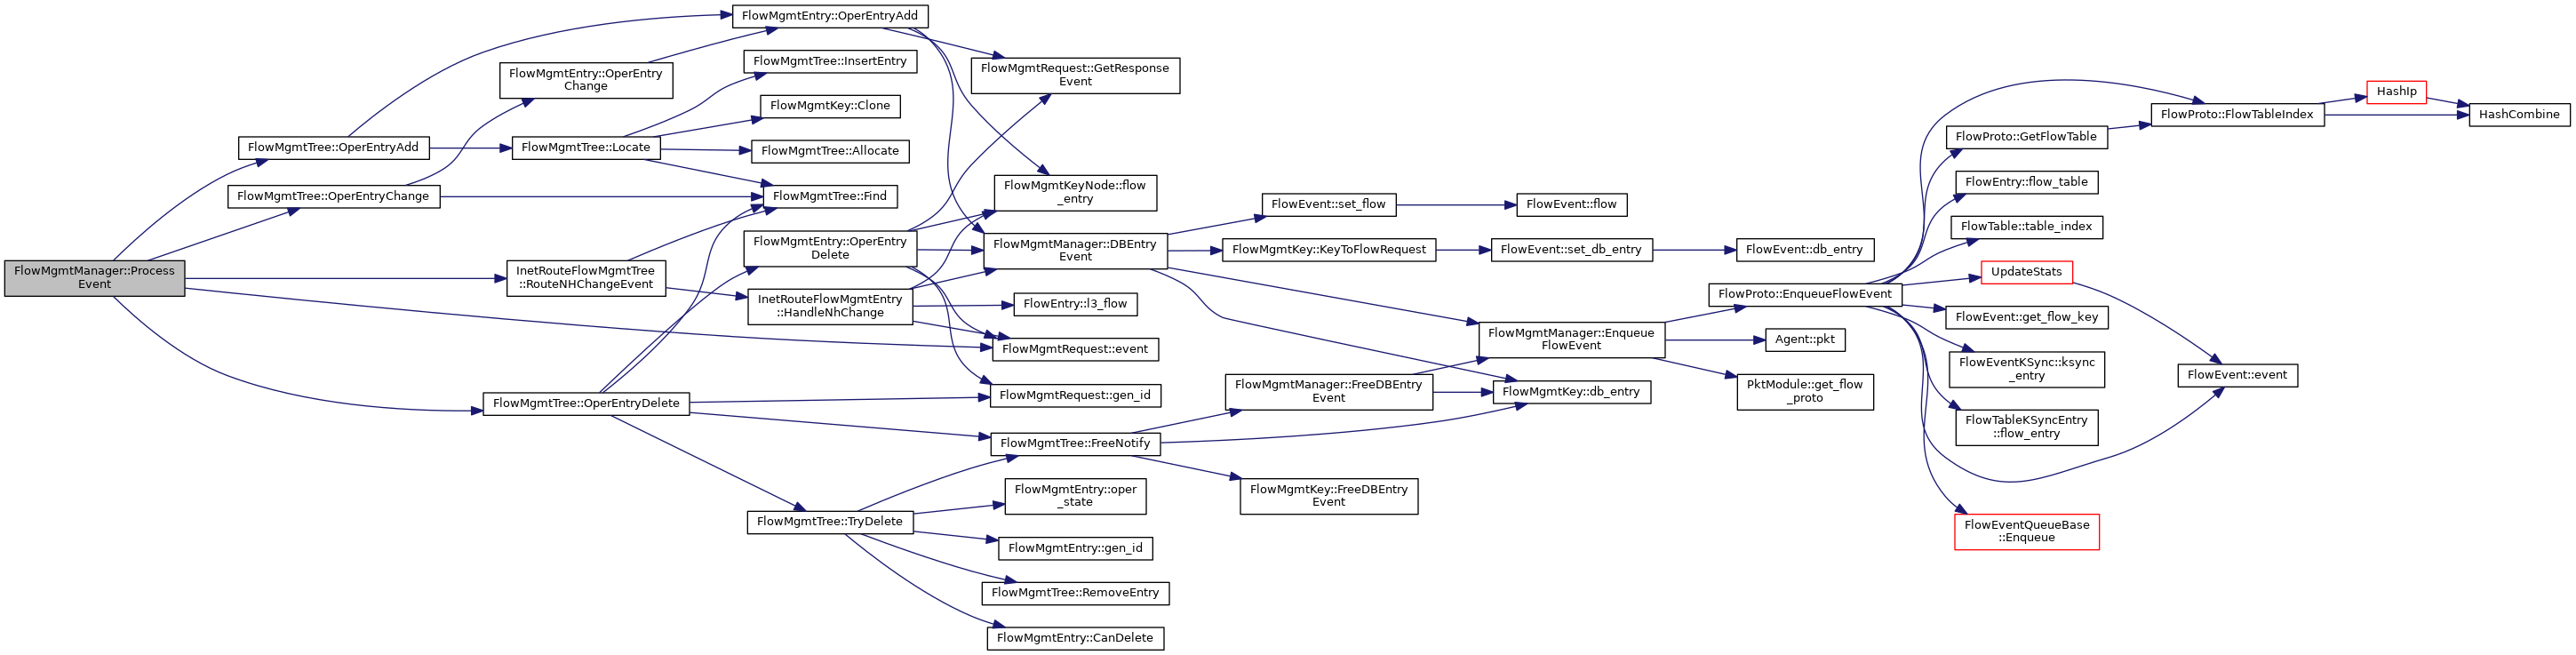 FlowMgmtManager::Process
Event
FlowMgmtTree::OperEntryAdd
FlowMgmtTree::OperEntryChange
InetRouteFlowMgmtTree
::RouteNHChangeEvent
FlowMgmtTree::OperEntryDelete
FlowMgmtEntry::OperEntry
Change
FlowMgmtTree::Locate
FlowMgmtEntry::OperEntryAdd
FlowMgmtTree::InsertEntry
FlowMgmtKey::Clone
FlowMgmtTree::Allocate
FlowMgmtTree::Find
FlowMgmtEntry::OperEntry
Delete
InetRouteFlowMgmtEntry
::HandleNhChange
FlowMgmtTree::TryDelete
FlowMgmtRequest::GetResponse
Event
FlowMgmtKeyNode::flow
_entry
FlowMgmtManager::DBEntry
Event
FlowEntry::l3_flow
FlowMgmtRequest::event
FlowMgmtRequest::gen_id
FlowMgmtTree::FreeNotify
FlowMgmtEntry::oper
_state
FlowMgmtEntry::gen_id
FlowMgmtTree::RemoveEntry
FlowMgmtEntry::CanDelete
FlowEvent::set_flow
FlowMgmtKey::KeyToFlowRequest
FlowMgmtManager::FreeDBEntry
Event
FlowMgmtKey::FreeDBEntry
Event
FlowEvent::flow
FlowEvent::set_db_entry
FlowMgmtManager::Enqueue
FlowEvent
FlowMgmtKey::db_entry
FlowEvent::db_entry
FlowProto::EnqueueFlowEvent
Agent::pkt
PktModule::get_flow
_proto
FlowProto::GetFlowTable
FlowEntry::flow_table
FlowTable::table_index
UpdateStats
FlowEvent::get_flow_key
FlowEventKSync::ksync
_entry
FlowTableKSyncEntry
::flow_entry
FlowEventQueueBase
::Enqueue
FlowProto::FlowTableIndex
FlowEvent::event
HashIp
HashCombine